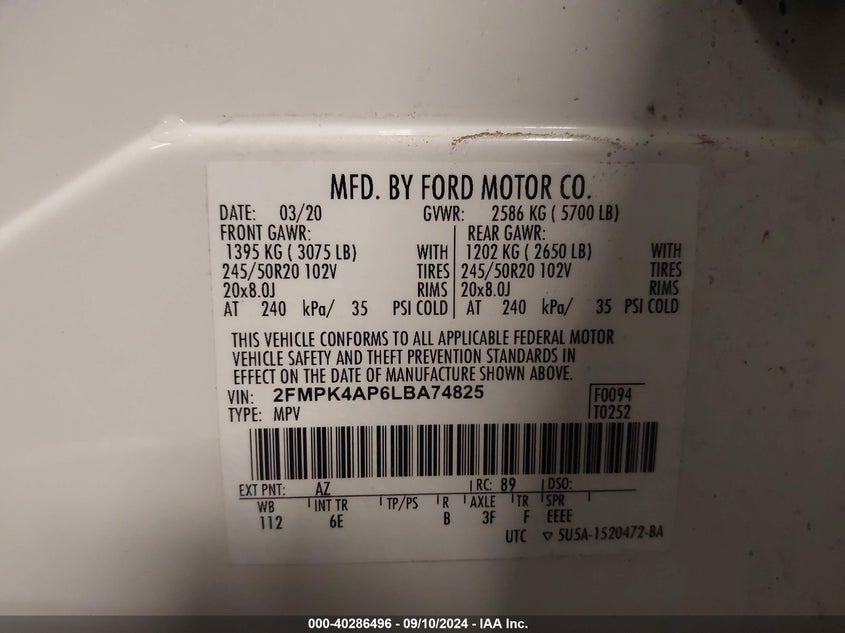 MFD. BY FORD MOTOR CO.
DATE: 03/20 GVWR: 2586 KG ( 5700 LB)
FRONT GAWR: REAR GAWR:
1395 KG ( 3075 LB) WITH 1202 KG ( 2650 LB) WITH
245/50R20 102V TIRES 245/50R20 102V TIRES
20x8.0J RIMS 20x8.0J RIMS
AT 240 kPa/ 35 PSI COLD AT 240 kPa/ 35 PSI COLD
THIS VEHICLE CONFORMS TO ALL APPLICABLE FEDERAL MOTOR
VEHICLE SAFETY AND THEFT PREVENTION STANDARDS IN
EFFECT ON THE DATE OF MANUFACTURE SHOWN ABOVE.
VIN: 2FMPK4AP6LBA74825 F0094
TYPE: MPV T0252
EXT PNT: AZ RC: 89 DSO:
WB INT TR TP/PS R AXLE TR SPR
112 6E B 3F F EEEE
UTC ▽ 5U5A-1520472-BA
000-40286496 - 09/10/2024 - IAA Inc.